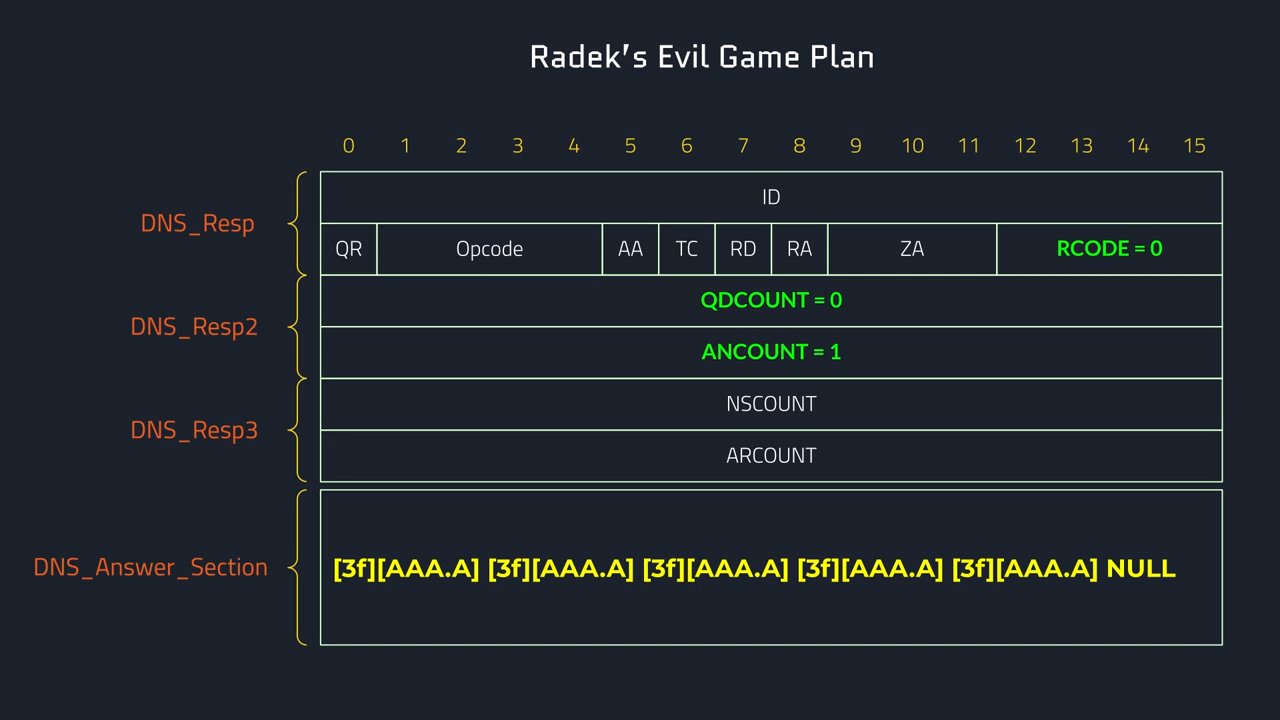 Radek's Evil Game Plan
0 1 2 3 4 5 6 7 8 9 10 11 12 13 14 15
DNS_Resp
ID
QR Opcode AA TC RD RA ZA RCODE = 0
DNS_Resp2
QDCOUNT = 0
ANCOUNT = 1
DNS_Resp3
NSCOUNT
ARCOUNT
DNS_Answer_Section
[3f][AAA.A] [3f][AAA.A] [3f][AAA.A] [3f][AAA.A] [3f][AAA.A] NULL